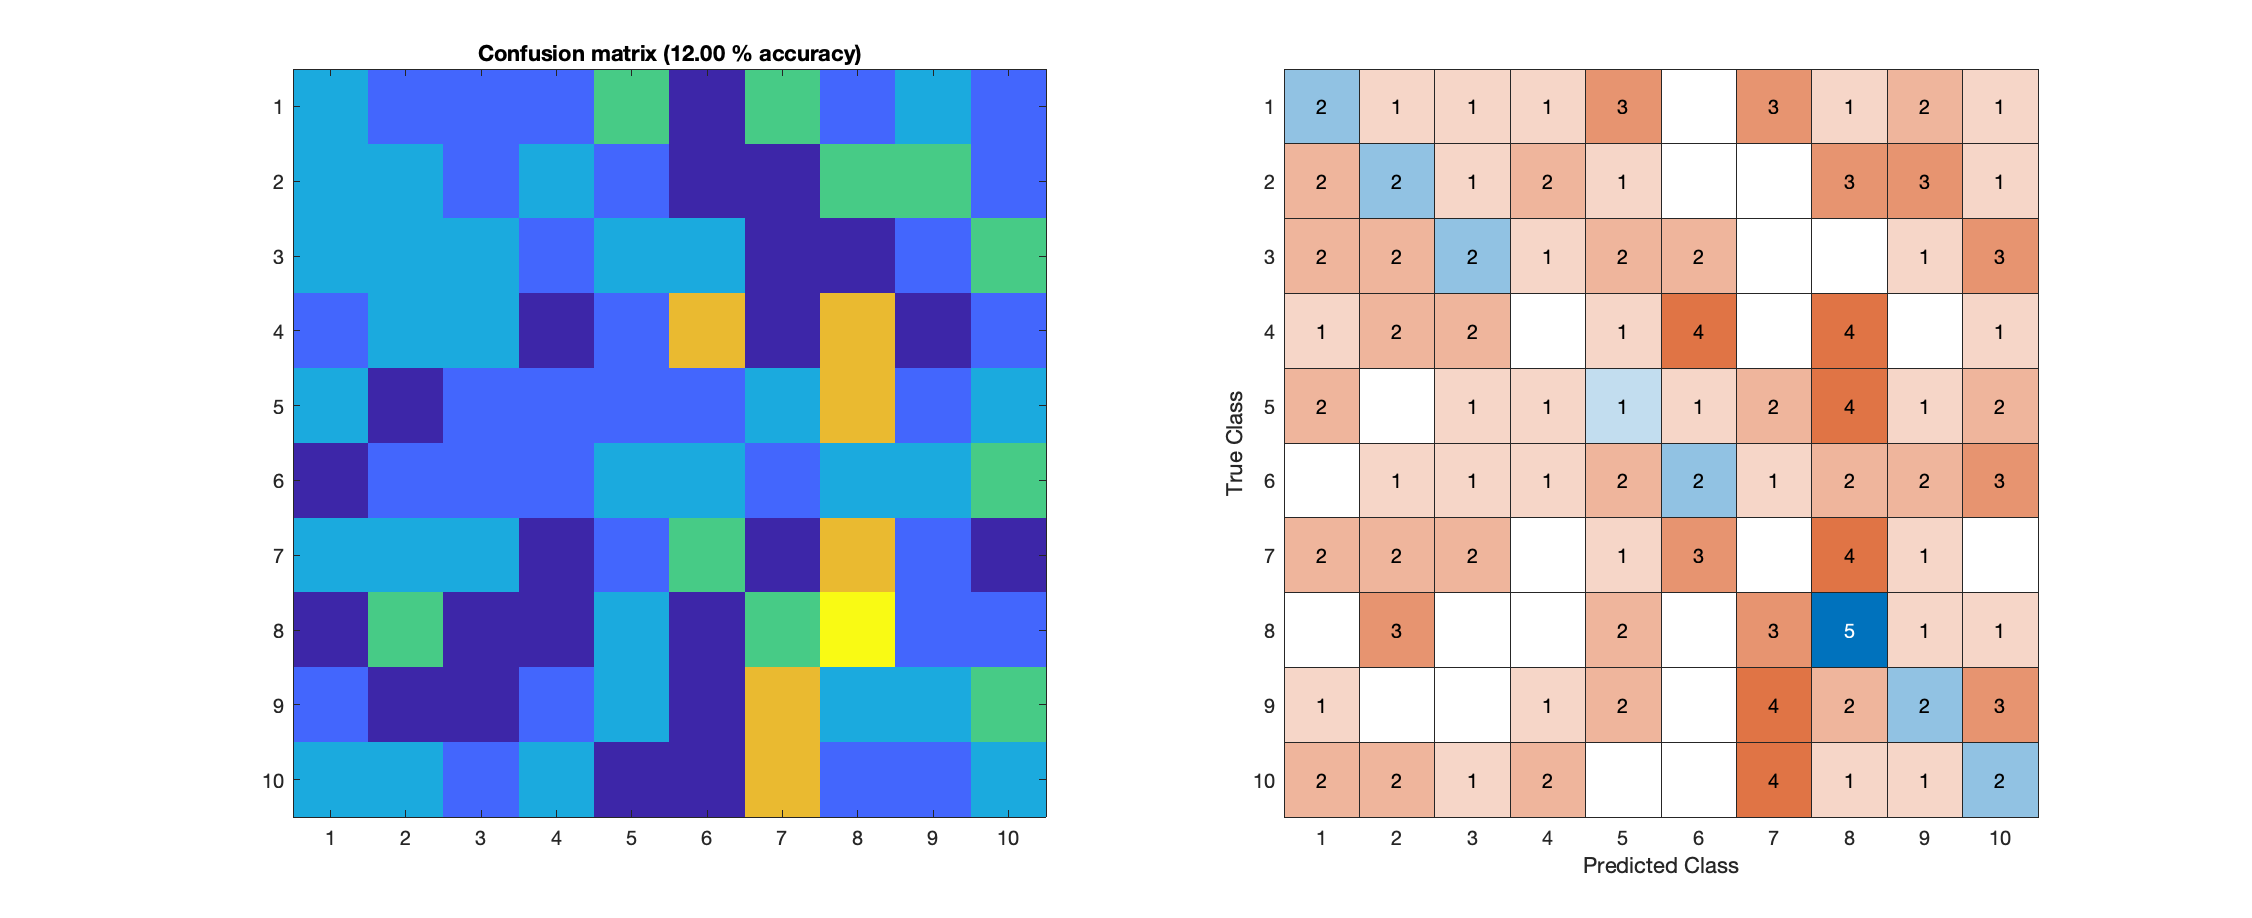 Confusion matrix (12.00 % accuracy)
1
2
3
4
5
6
7
8
9
10
1 2 3 4 5 6 7 8 9 10
True Class
1 2 1 1 1 3 3 1 2 1
2 2 2 1 2 1 3 3 1
3 2 2 2 1 2 2 1 3
4 1 2 2 1 4 4 1
5 2 1 1 1 1 2 4 1 2
6 1 1 1 2 2 1 2 2 3
7 2 2 2 1 3 4 1
8 3 2 3 5 1 1
9 1 1 2 4 2 2 3
10 2 2 1 2 4 1 1 2
1 2 3 4 5 6 7 8 9 10
Predicted Class